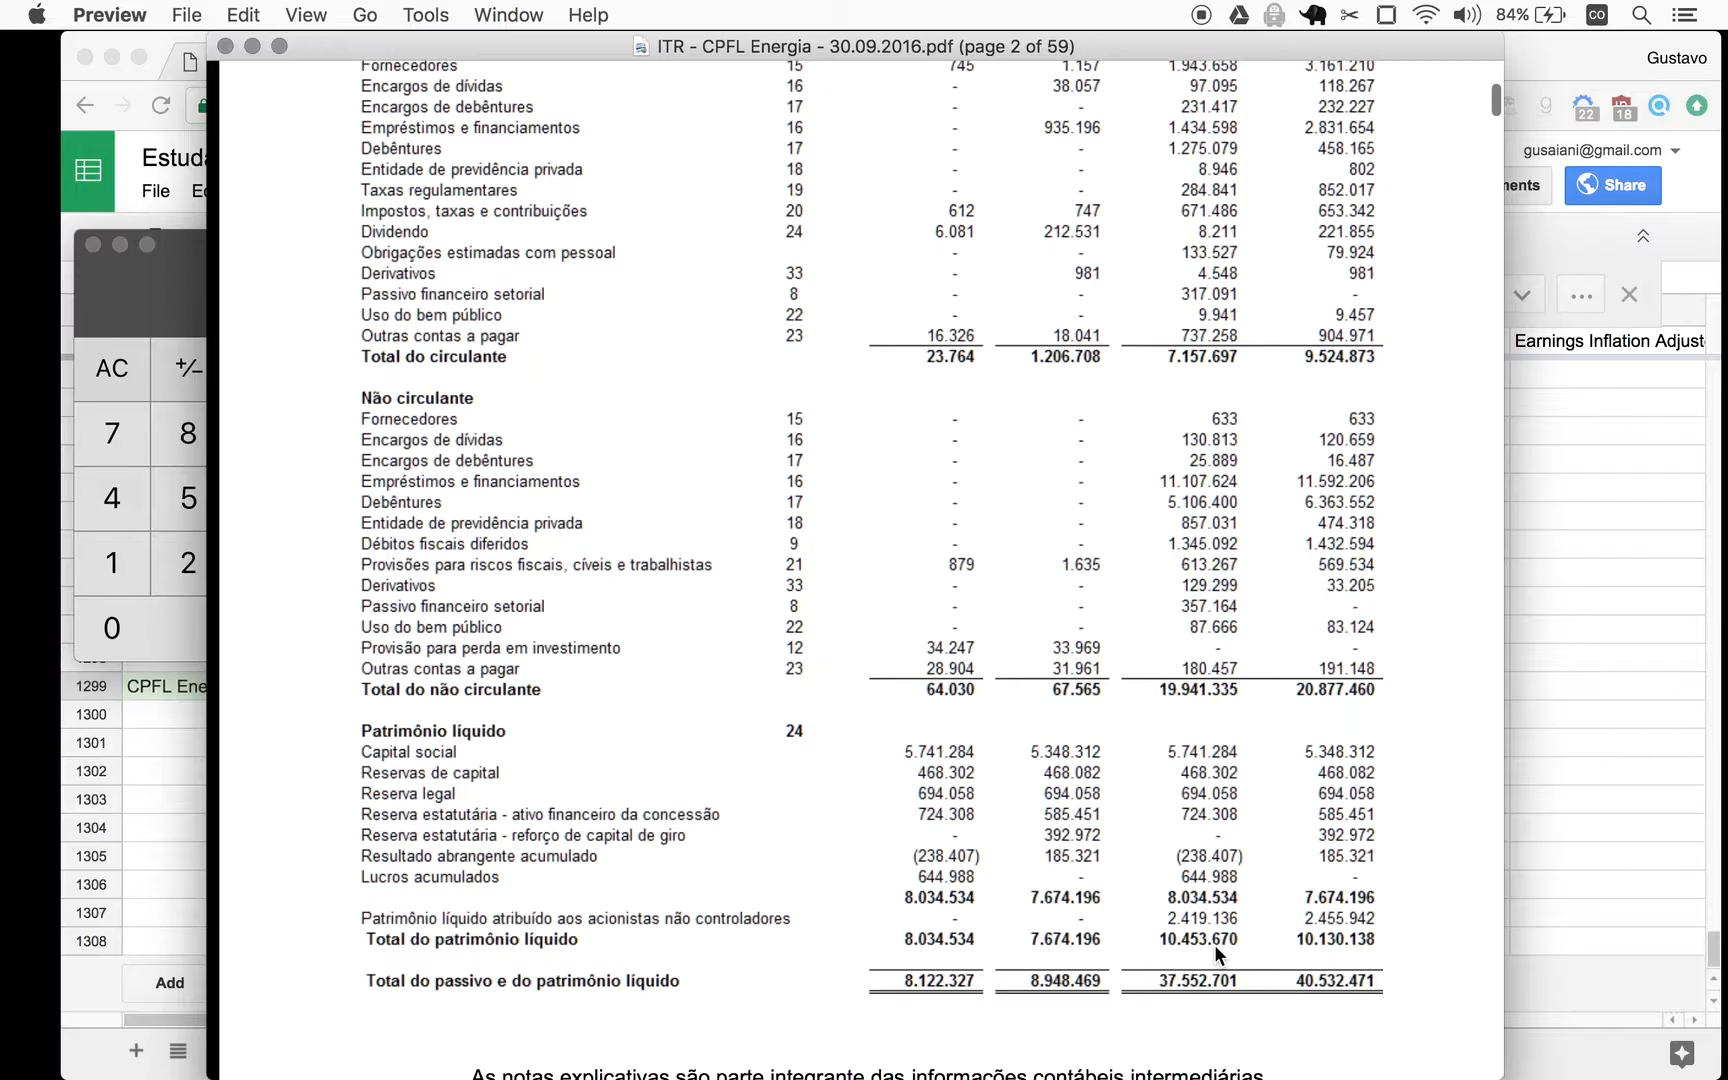 Preview File Edit View Go Tools Window Help 84% CO
ITR - CPFL Energia - 30.09.2016.pdf (page 2 of 59)
Gustavo
22 18
gusaiani@gmail.com
Share
File
Earnings Inflation Adjust
AC +/-
7 8
4 5
1 2
0
Fornecedores 15 745 1.157 1.943.658 3.161.210
Encargos de dívidas 16 - 38.057 97.095 118.267
Encargos de debêntures 17 - - 231.417 232.227
Empréstimos e financiamentos 16 - 935.196 1.434.598 2.831.654
Debêntures 17 - - 1.275.079 458.165
Entidade de previdência privada 18 - - 8.946 802
Taxas regulamentares 19 - - 284.841 852.017
Impostos, taxas e contribuições 20 612 747 671.486 653.342
Dividendo 24 6.081 212.531 8.211 221.855
Obrigações estimadas com pessoal - - 133.527 79.924
Derivativos 33 - 981 4.548 981
Passivo financeiro setorial 8 - - 317.091 -
Uso do bem público 22 - - 9.941 9.457
Outras contas a pagar 23 16.326 18.041 737.258 904.971
Total do circulante 23.764 1.206.708 7.157.697 9.524.873
Não circulante
Fornecedores 15 - - 633 633
Encargos de dívidas 16 - - 130.813 120.659
Encargos de debêntures 17 - - 25.889 16.487
Empréstimos e financiamentos 16 - - 11.107.624 11.592.206
Debêntures 17 - - 5.106.400 6.363.552
Entidade de previdência privada 18 - - 857.031 474.318
Débitos fiscais diferidos 9 - - 1.345.092 1.432.594
Provisões para riscos fiscais, cíveis e trabalhistas 21 879 1.635 613.267 569.534
Derivativos 33 - - 129.299 33.205
Passivo financeiro setorial 8 - - 357.164 -
Uso do bem público 22 - - 87.666 83.124
Provisão para perda em investimento 12 34.247 33.969 - -
Outras contas a pagar 23 28.904 31.961 180.457 191.148
Total do não circulante 64.030 67.565 19.941.335 20.877.460
Patrimônio líquido 24
Capital social 5.741.284 5.348.312 5.741.284 5.348.312
Reservas de capital 468.302 468.082 468.302 468.082
Reserva legal 694.058 694.058 694.058 694.058
Reserva estatutária - ativo financeiro da concessão 724.308 585.451 724.308 585.451
Reserva estatutária - reforço de capital de giro - 392.972 - 392.972
Resultado abrangente acumulado (238.407) 185.321 (238.407) 185.321
Lucros acumulados 644.988 - 644.988 -
8.034.534 7.674.196 8.034.534 7.674.196
Patrimônio líquido atribuído aos acionistas não controladores - - 2.419.136 2.455.942
Total do patrimônio líquido 8.034.534 7.674.196 10.453.670 10.130.138
Total do passivo e do patrimônio líquido 8.122.327 8.948.469 37.552.701 40.532.471
As notas explicativas são parte integrante das informações contábeis intermediárias
1299 CPFL Ene
1300
1301
1302
1303
1304
1305
1306
1307
1308
Add